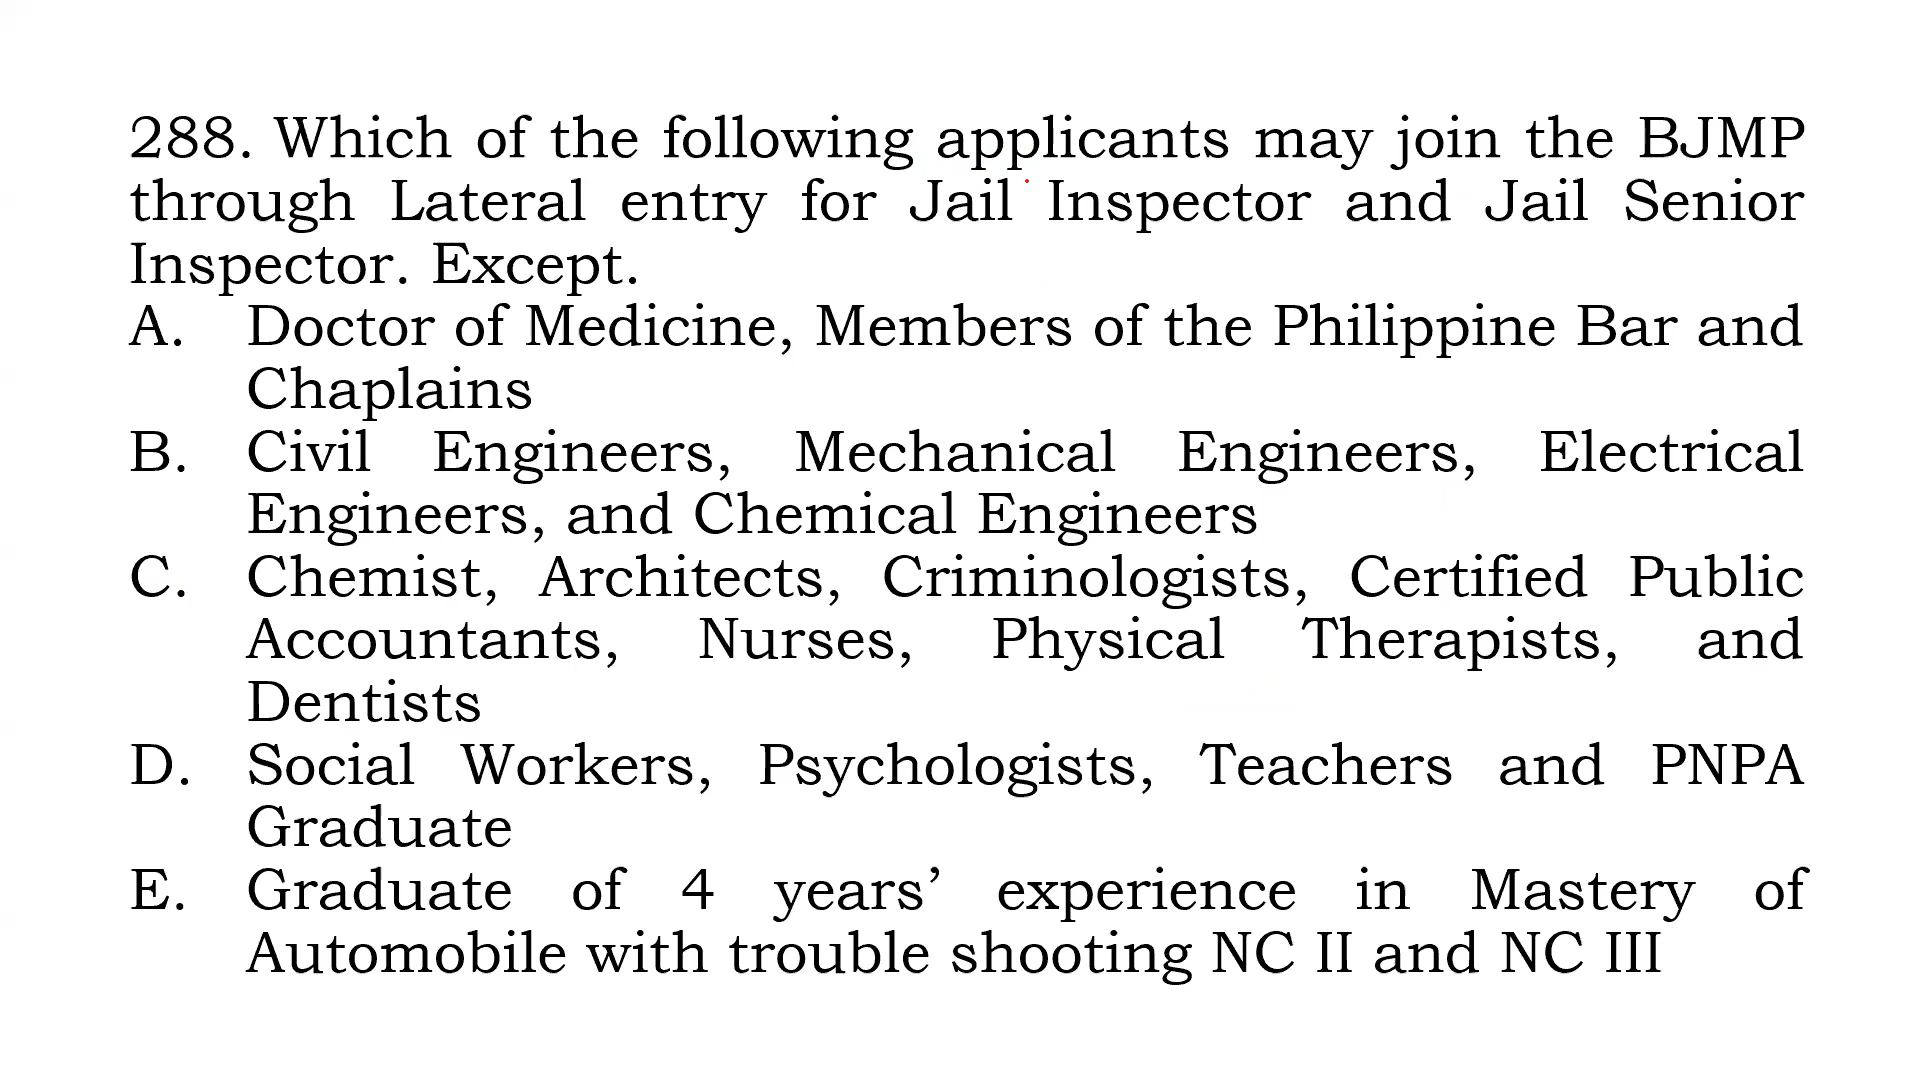 288. Which of the following applicants may join the BJMP
through Lateral entry for Jail Inspector and Jail Senior
Inspector. Except.
A. Doctor of Medicine, Members of the Philippine Bar and
Chaplains
B. Civil Engineers, Mechanical Engineers, Electrical
Engineers, and Chemical Engineers
C. Chemist, Architects, Criminologists, Certified Public
Accountants, Nurses, Physical Therapists, and
Dentists
D. Social Workers, Psychologists, Teachers and PNPA
Graduate
E. Graduate of 4 years’ experience in Mastery of
Automobile with trouble shooting NC II and NC III